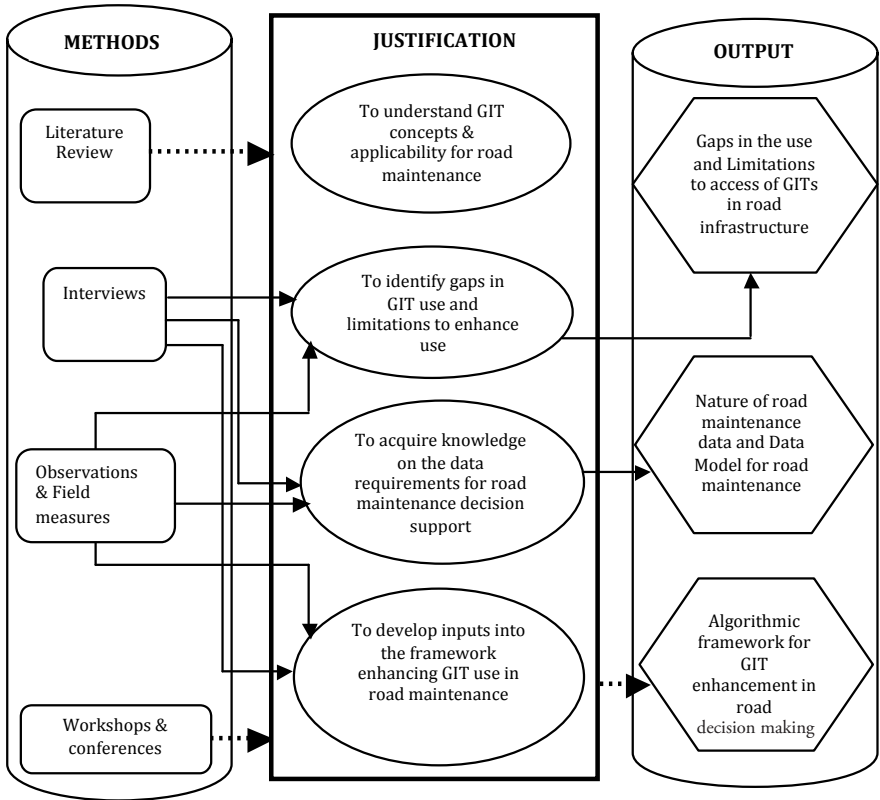 METHODS
Literature
Review
Interviews
Observations
& Field
measures
Workshops &
conferences
JUSTIFICATION
To understand GIT
concepts &
applicability for road
maintenance
To identify gaps in
GIT use and
limitations to enhance
use
To acquire knowledge
on the data
requirements for road
maintenance decision
support
To develop inputs into
the framework
enhancing GIT use in
road maintenance
OUTPUT
Gaps in the use
and Limitations
to access of GITs
in road
infrastructure
Nature of road
maintenance
data and Data
Model for road
maintenance
Algorithmic
framework for
GIT
enhancement in
road
decision making